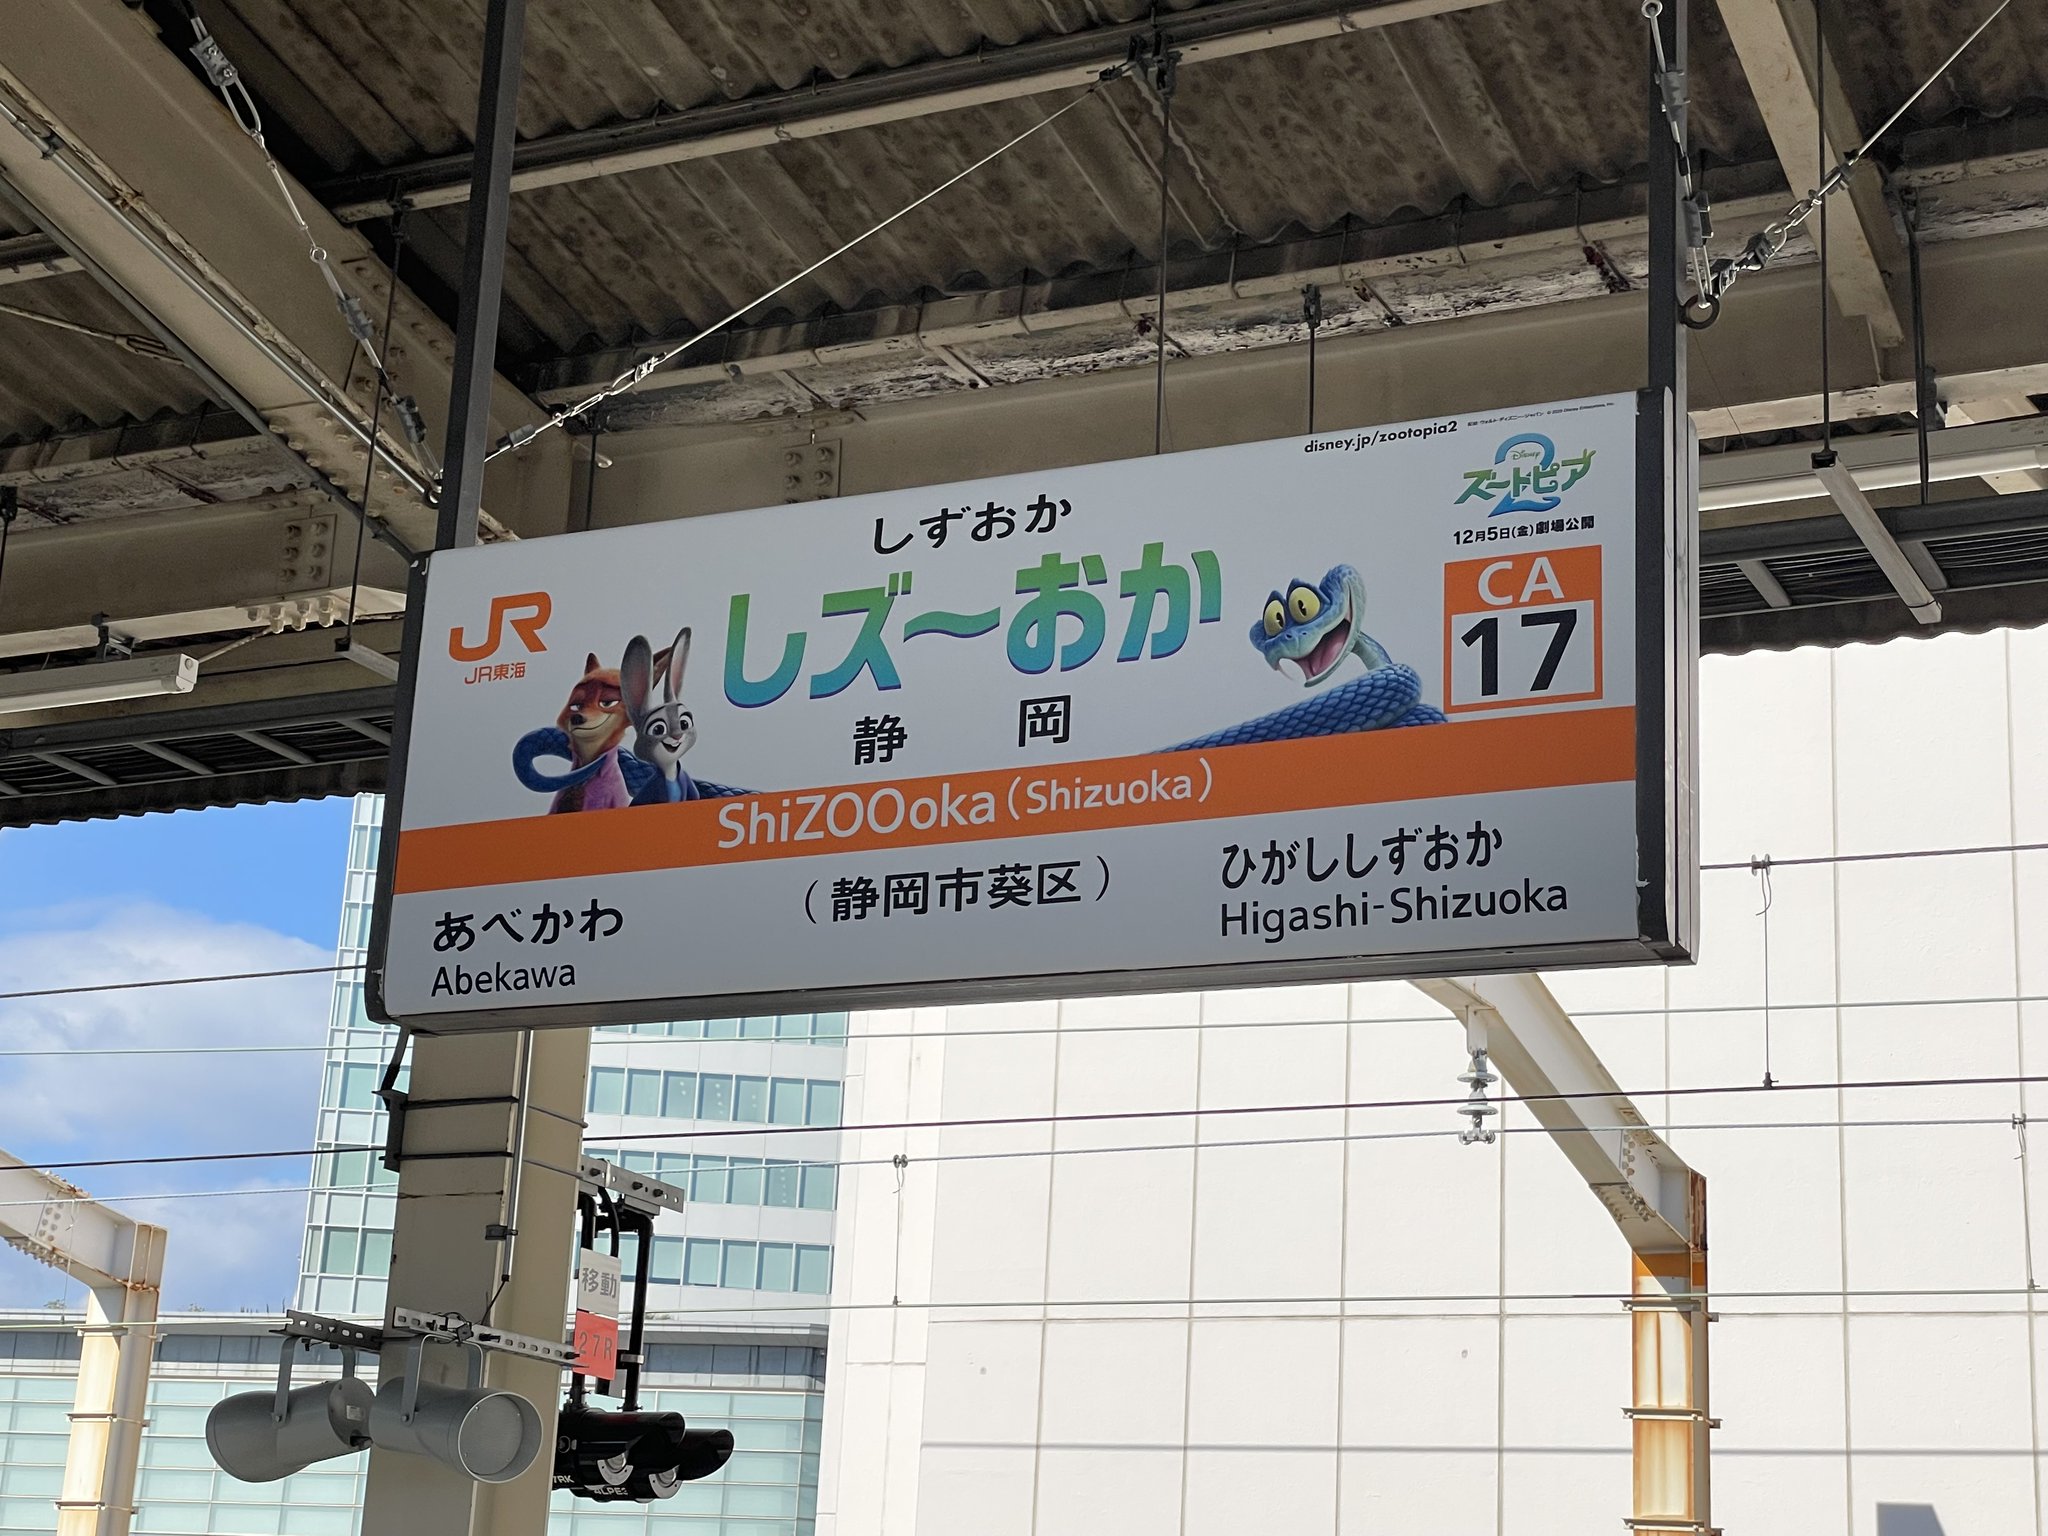 disney.jp/zootopia2
Disney
ズートピア
2
12月5日(金)劇場公開
JR
JR東海
しずおか
しズ〜おか
静 岡
CA
17
ShiZOOoka (Shizuoka)
(静岡市葵区)
あべかわ
Abekawa
ひがししずおか
Higashi-Shizuoka
移動
27R